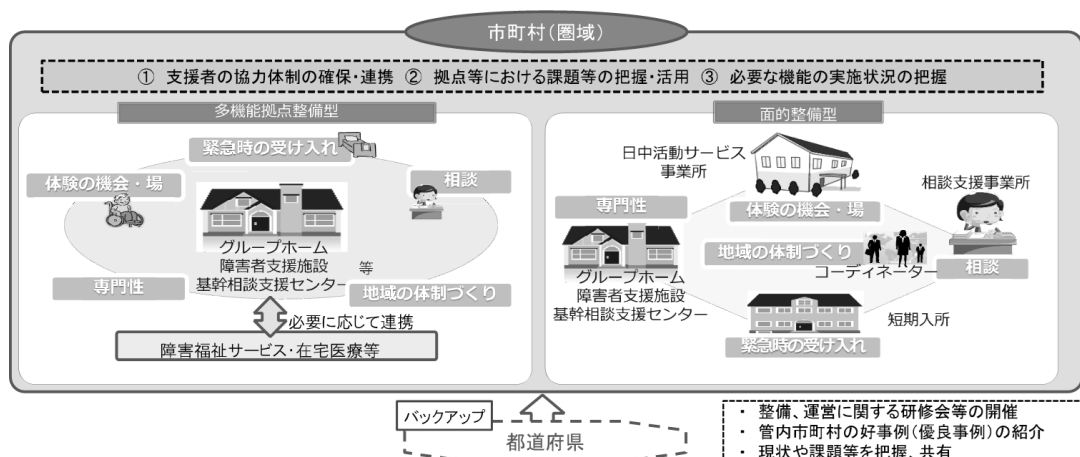 市町村(圏域)
① 支援者の協力体制の確保・連携 ② 拠点等における課題等の把握・活用 ③ 必要な機能の実施状況の把握
多機能拠点整備型
緊急時の受け入れ
体験の機会・場
相談
グループホーム
障害者支援施設
基幹相談支援センター
等
専門性
地域の体制づくり
必要に応じて連携
障害福祉サービス・在宅医療等
面的整備型
日中活動サービス
事業所
相談支援事業所
専門性
体験の機会・場
地域の体制づくり
コーディネーター
相談
グループホーム
障害者支援施設
基幹相談支援センター
短期入所
緊急時の受け入れ
バックアップ
都道府県
・ 整備、運営に関する研修会等の開催
・ 管内市町村の好事例(優良事例)の紹介
・ 現状や課題等を把握、共有